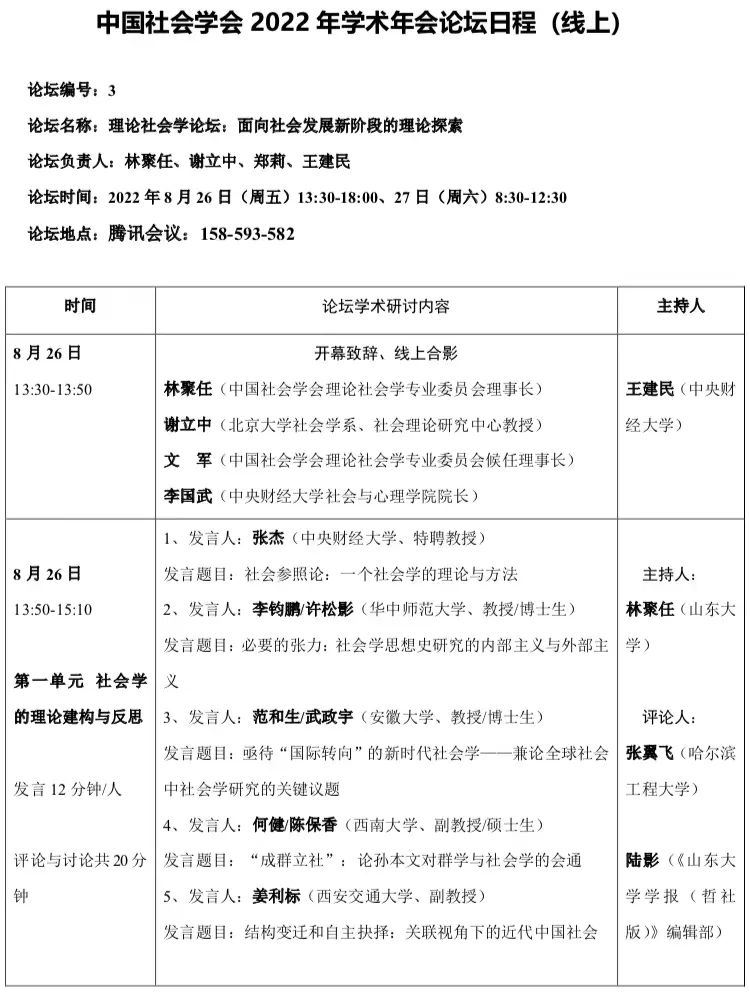 中国社会学会 2022 年学术年会论坛日程（线上）
论坛编号：3
论坛名称：理论社会学论坛：面向社会发展新阶段的理论探索
论坛负责人：林聚任、谢立中、郑莉、王建民
论坛时间：2022 年 8 月 26 日（周五）13:30-18:00、27 日（周六）8:30-12:30
论坛地点：腾讯会议：158-593-582
时间
论坛学术研讨内容
主持人
8 月 26 日
13:30-13:50
开幕致辞、线上合影
林聚任（中国社会学会理论社会学专业委员会理事长）
谢立中（北京大学社会学系、社会理论研究中心教授）
文 军（中国社会学会理论社会学专业委员会候任理事长）
李国武（中央财经大学社会与心理学院院长）
王建民（中央财
经大学）
8 月 26 日
13:50-15:10
第一单元 社会学
的理论建构与反思
发言 12 分钟/人
评论与讨论共 20 分
钟
1、发言人：张杰（中央财经大学、特聘教授）
发言题目：社会参照论：一个社会学的理论与方法
2、发言人：李钧鹏/许松影（华中师范大学、教授/博士生）
发言题目：必要的张力：社会学思想史研究的内部主义与外部主
义
3、发言人：范和生/武政宇（安徽大学、教授/博士生）
发言题目：亟待“国际转向”的新时代社会学——兼论全球社会
中社会学研究的关键议题
4、发言人：何健/陈保香（西南大学、副教授/硕士生）
发言题目：“成群立社”：论孙本文对群学与社会学的会通
5、发言人：姜利标（西安交通大学、副教授）
发言题目：结构变迁和自主抉择：关联视角下的近代中国社会
主持人：
林聚任（山东大
学）
评论人：
张翼飞（哈尔滨
工程大学）
陆影（《山东大
学学报（哲社
版）》编辑部）